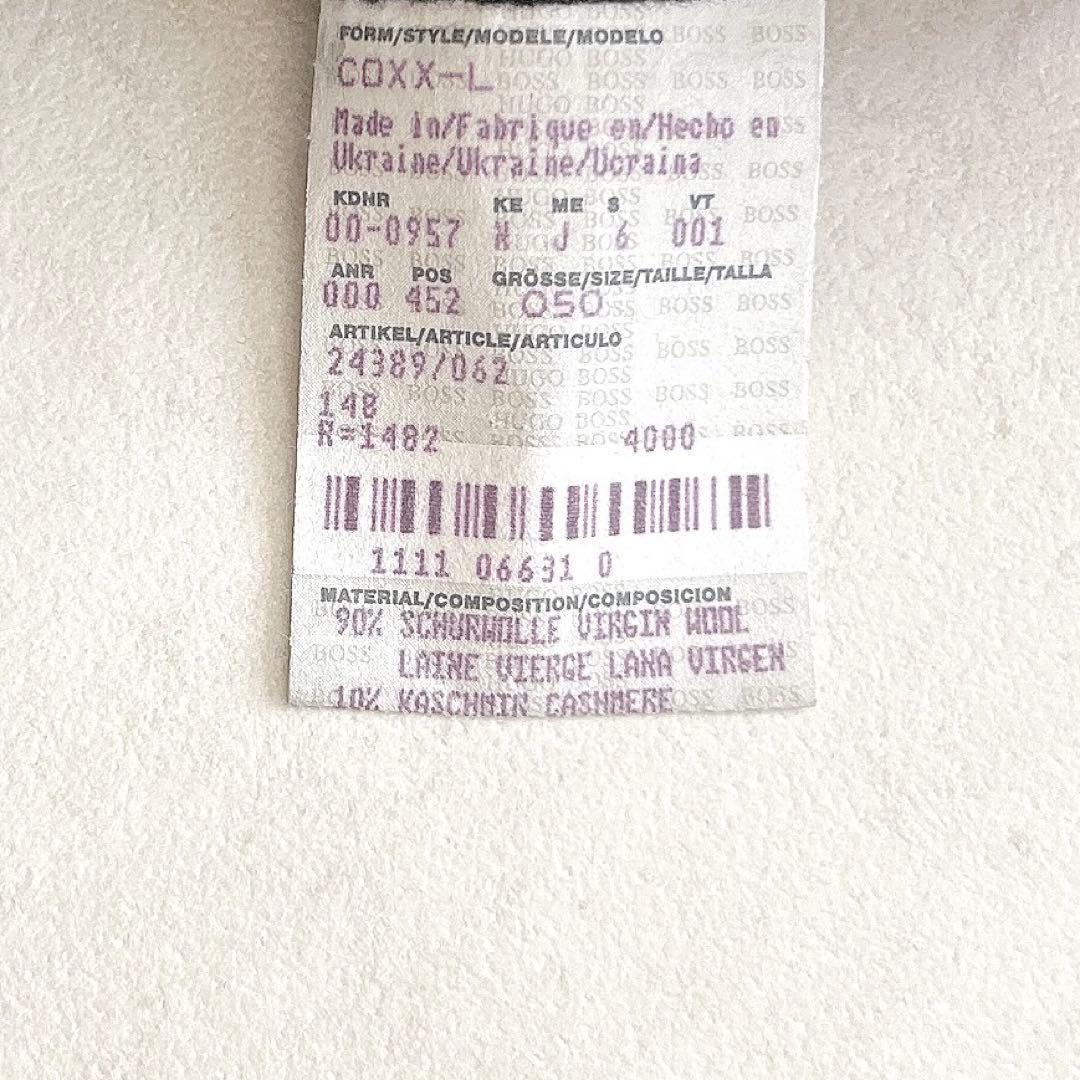 FORM/STYLE/MODELE/MODELO
COXX-L
Made in/Fabrique en/Hecho en
Ukraine/Ukraine/Ucraina
KDNR KE ME S VT
00-0957 N J 6 001
ANR POS GRÖSSE/SIZE/TAILLE/TALLA
000 452 050
ARTIKEL/ARTICLE/ARTICULO
24389/062
148
R=1482 4000
1111 06631 0
MATERIAL/COMPOSITION/COMPOSICION
90% SCHURWOLLE VIRGIN WOOL
LAINE VIERGE LANA VIRGEN
10% KASCHMIR CASHMERE
HUGO BOSS